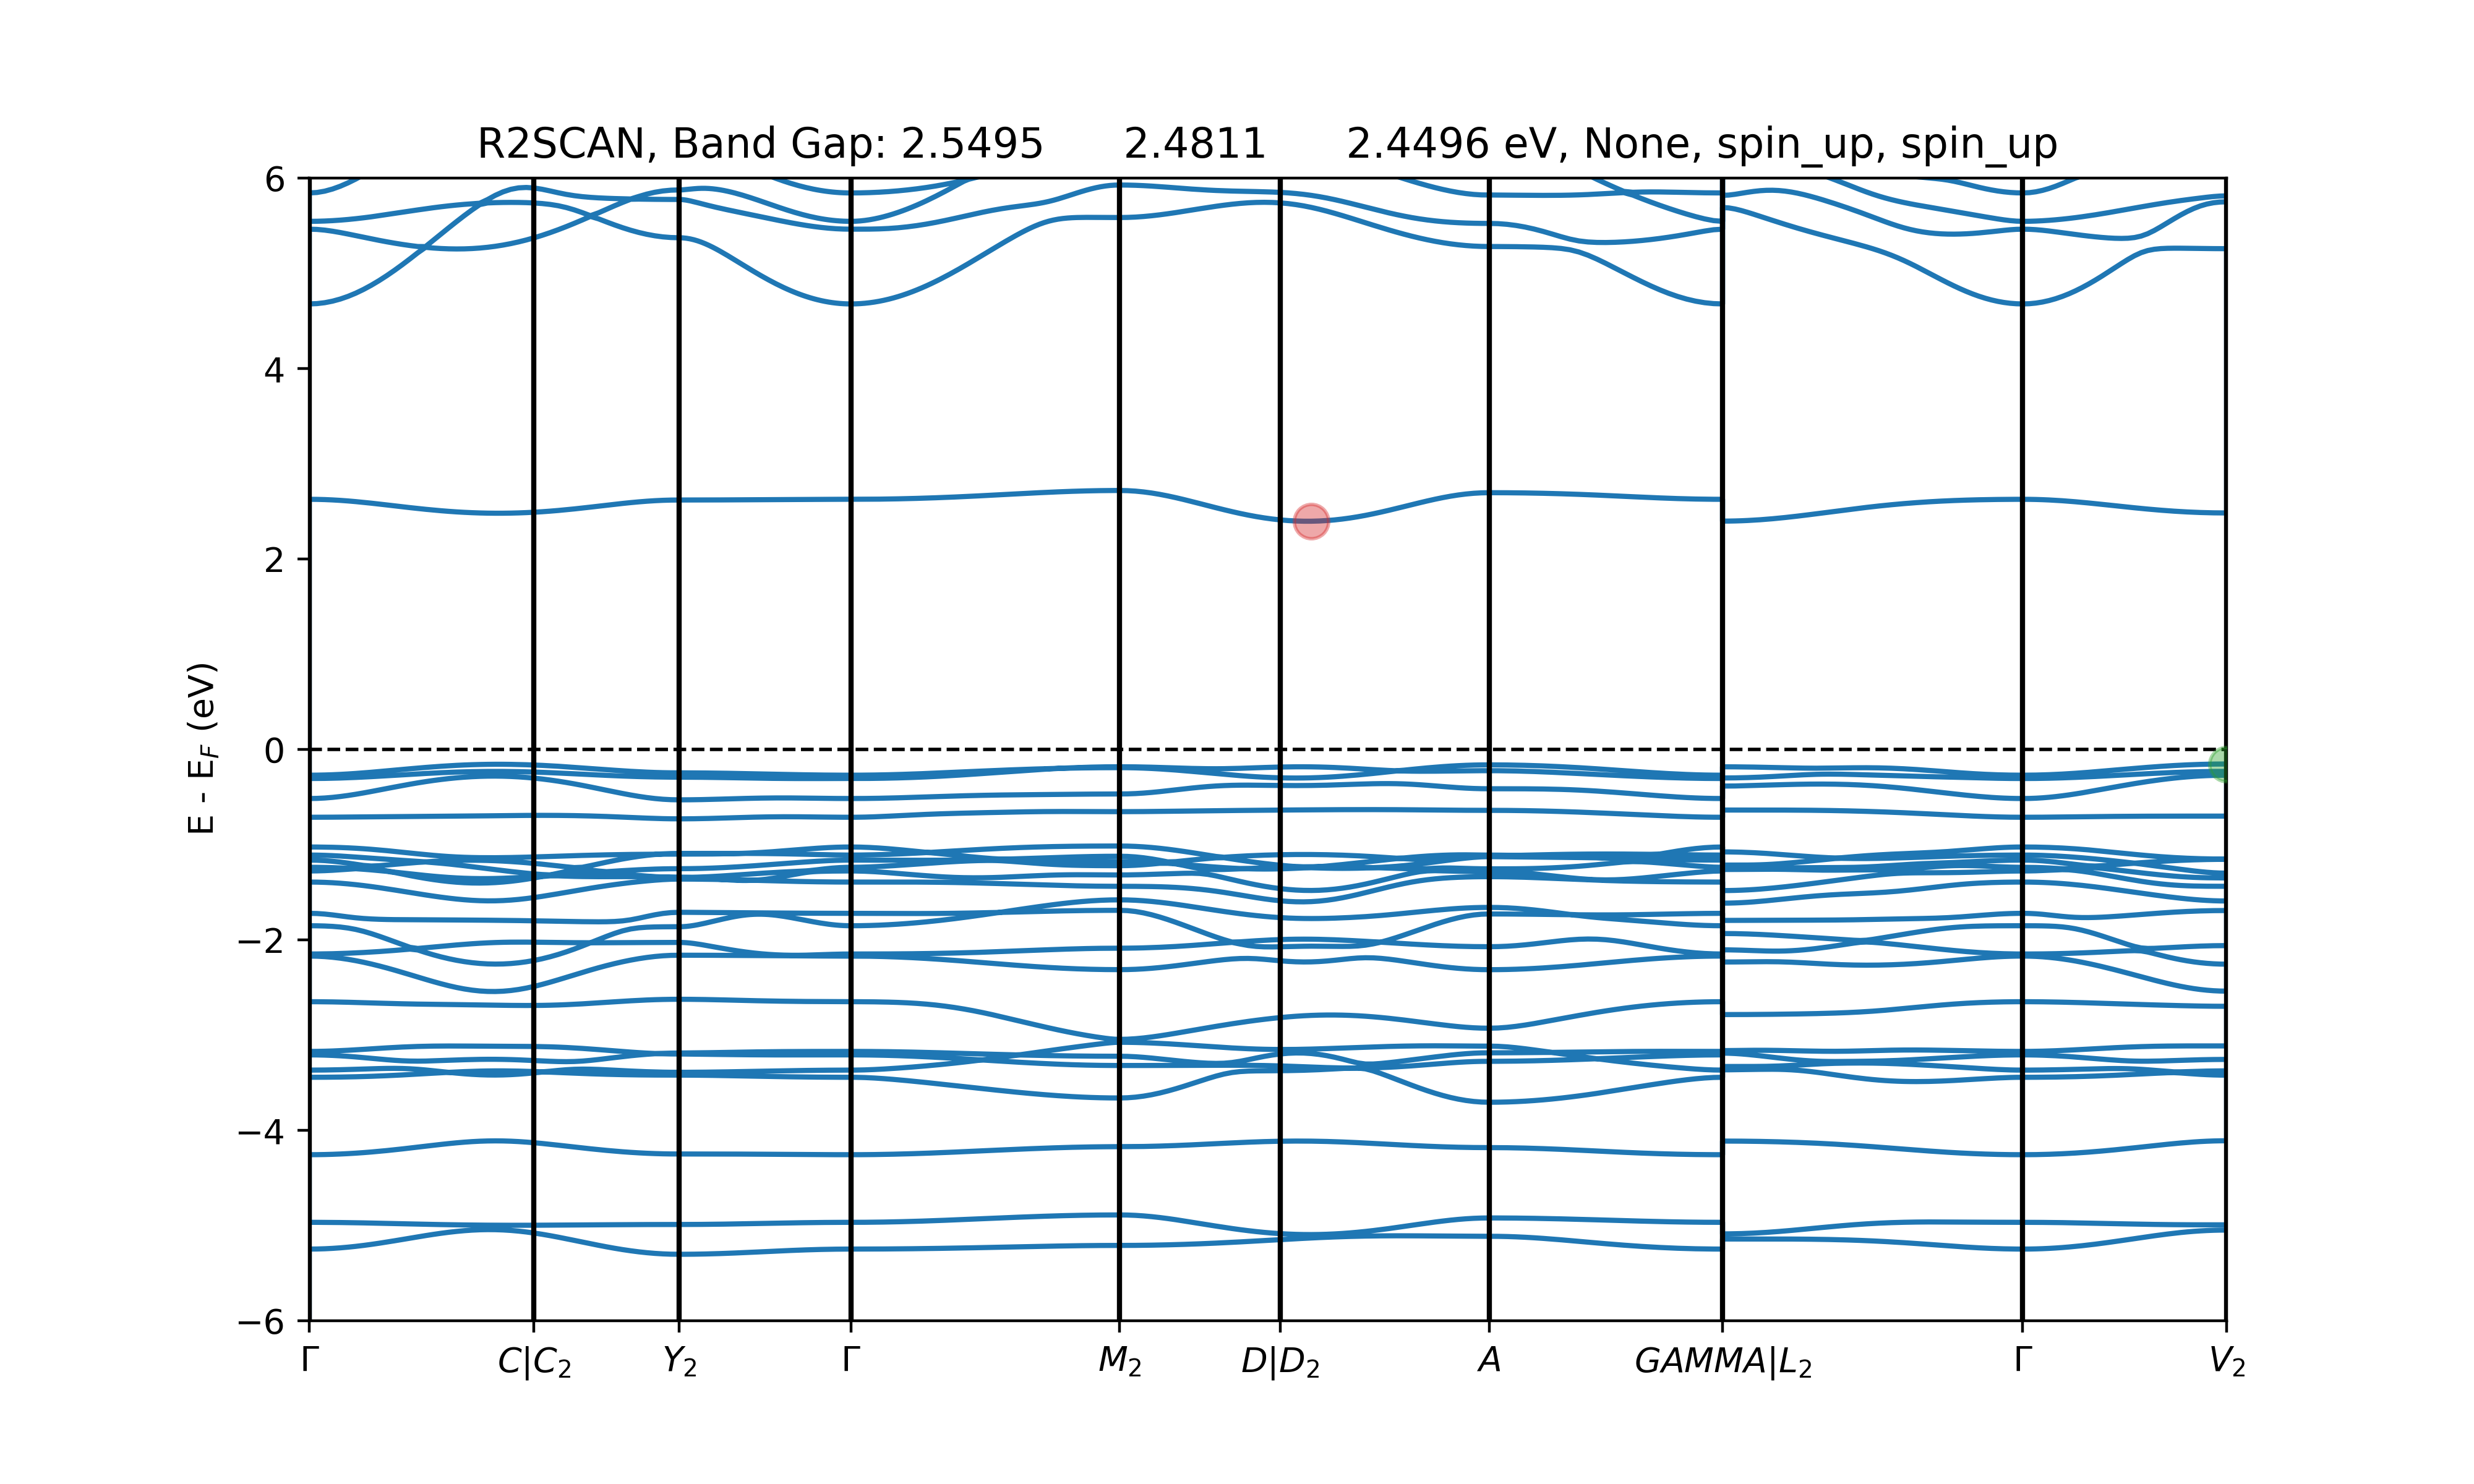 R2SCAN, Band Gap: 2.5495 2.4811 2.4496 eV, None, spin_up, spin_up
6
4
2
0
−2
−4
−6
E - E_F (eV)
Γ C|C₂ Y₂ Γ M₂ D|D₂ A GAMMA|L₂ Γ V₂